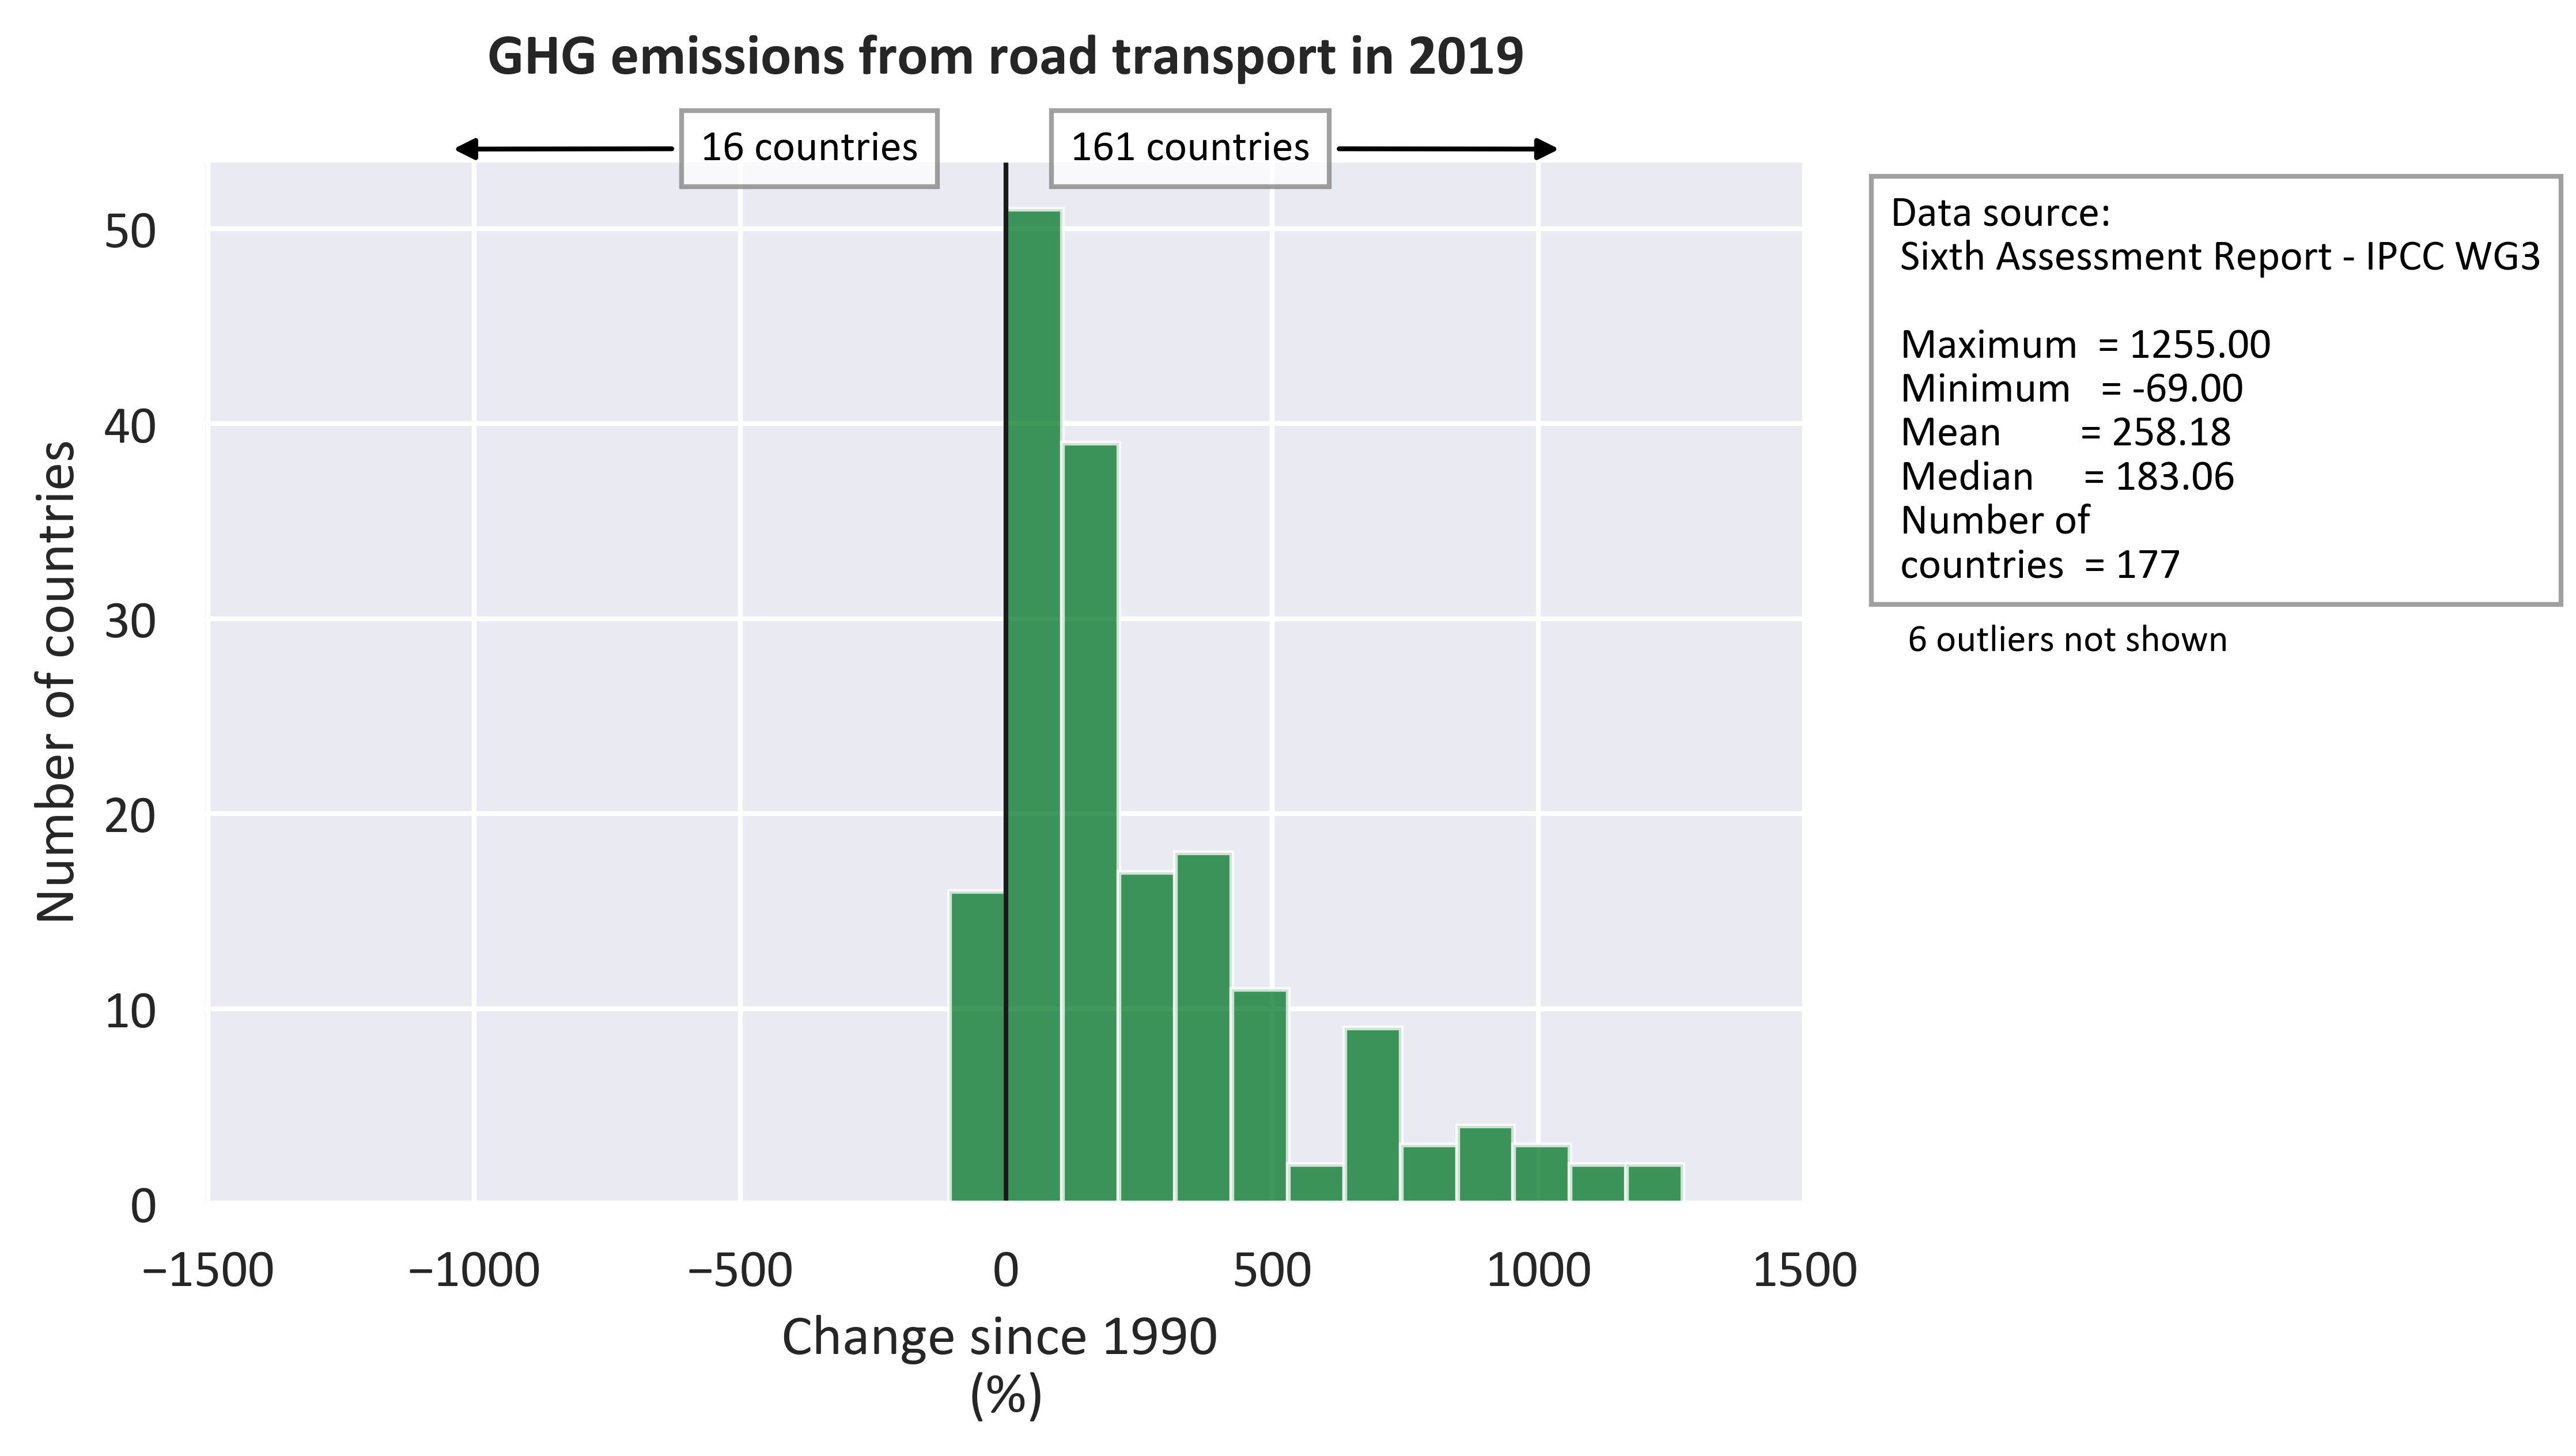 GHG emissions from road transport in 2019
16 countries
161 countries
50
40
30
20
10
0
Number of countries
−1500
−1000
−500
0
500
1000
1500
Change since 1990
(%)
Data source:
Sixth Assessment Report - IPCC WG3
Maximum = 1255.00
Minimum = -69.00
Mean = 258.18
Median = 183.06
Number of
countries = 177
6 outliers not shown